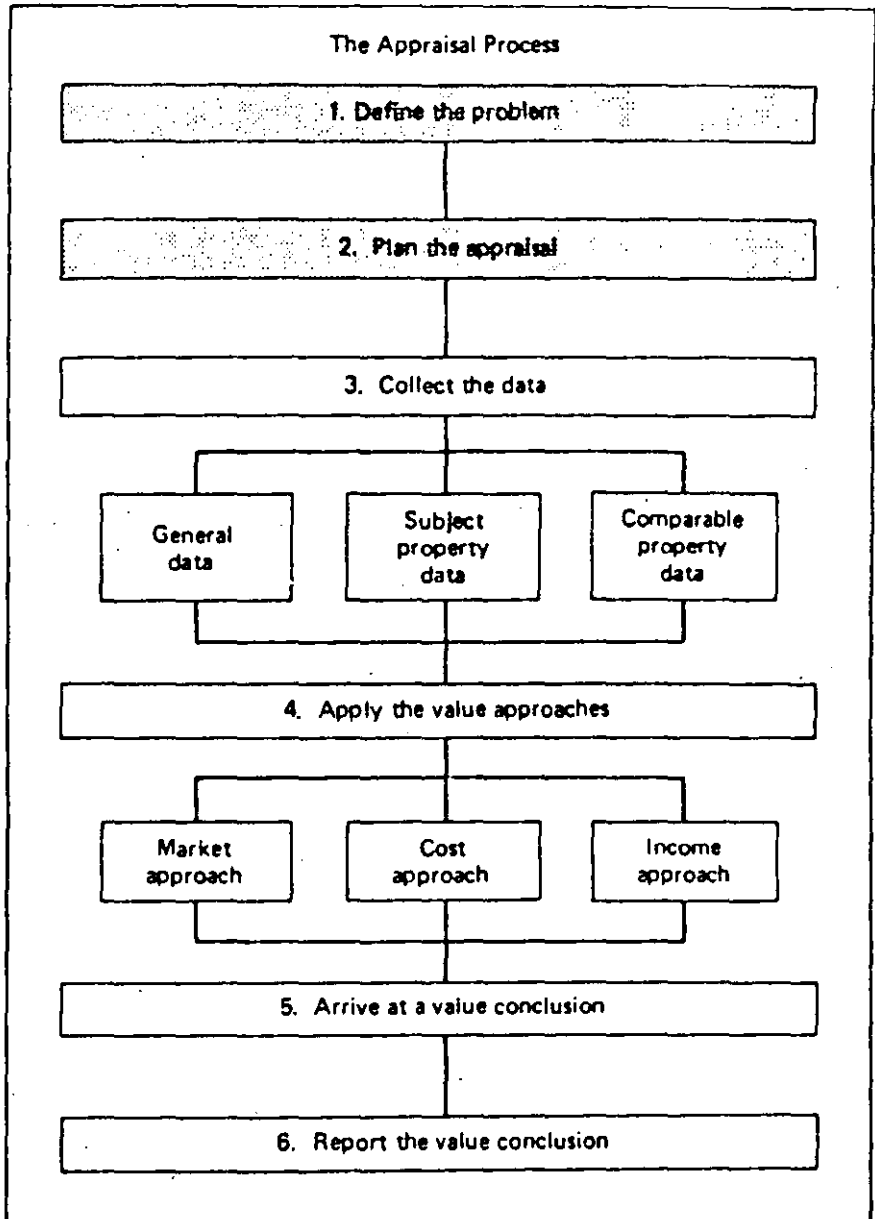 The Appraisal Process
1. Define the problem
2. Plan the appraisal
3. Collect the data
General
data
Subject
property
data
Comparable
property
data
4. Apply the value approaches
Market
approach
Cost
approach
Income
approach
5. Arrive at a value conclusion
6. Report the value conclusion